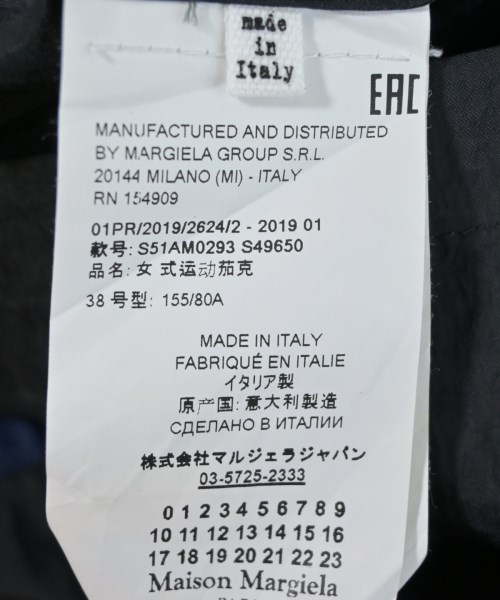 made
in
Italy
EAC
MANUFACTURED AND DISTRIBUTED
BY MARGIELA GROUP S.R.L.
20144 MILANO (MI) - ITALY
RN 154909
01PR/2019/2624/2 - 2019 01
款号: S51AM0293 S49650
品名: 女 式运动茄克
38 号型: 155/80A
MADE IN ITALY
FABRIQUÉ EN ITALIE
イタリア製
原产国: 意大利製造
СДЕЛАНО В ИТАЛИИ
株式会社マルジェラジャパン
03-5725-2333
0 1 2 3 4 5 6 7 8 9
10 11 12 13 14 15 16
17 18 19 20 21 22 23
Maison Margiela